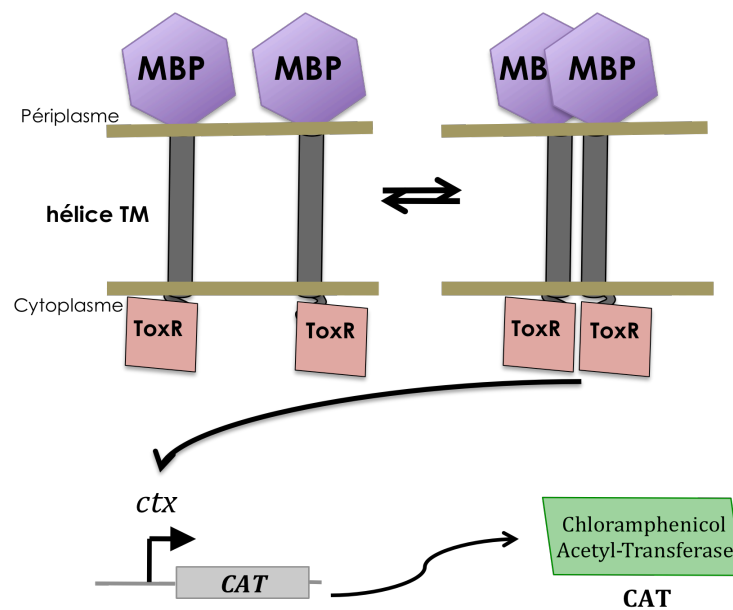 MBP
MBP
MB
MBP
Périplasme
hélice TM
Cytoplasme
ToxR
ToxR
ToxR
ToxR
ctx
CAT
Chloramphenicol
Acetyl-Transferase
CAT